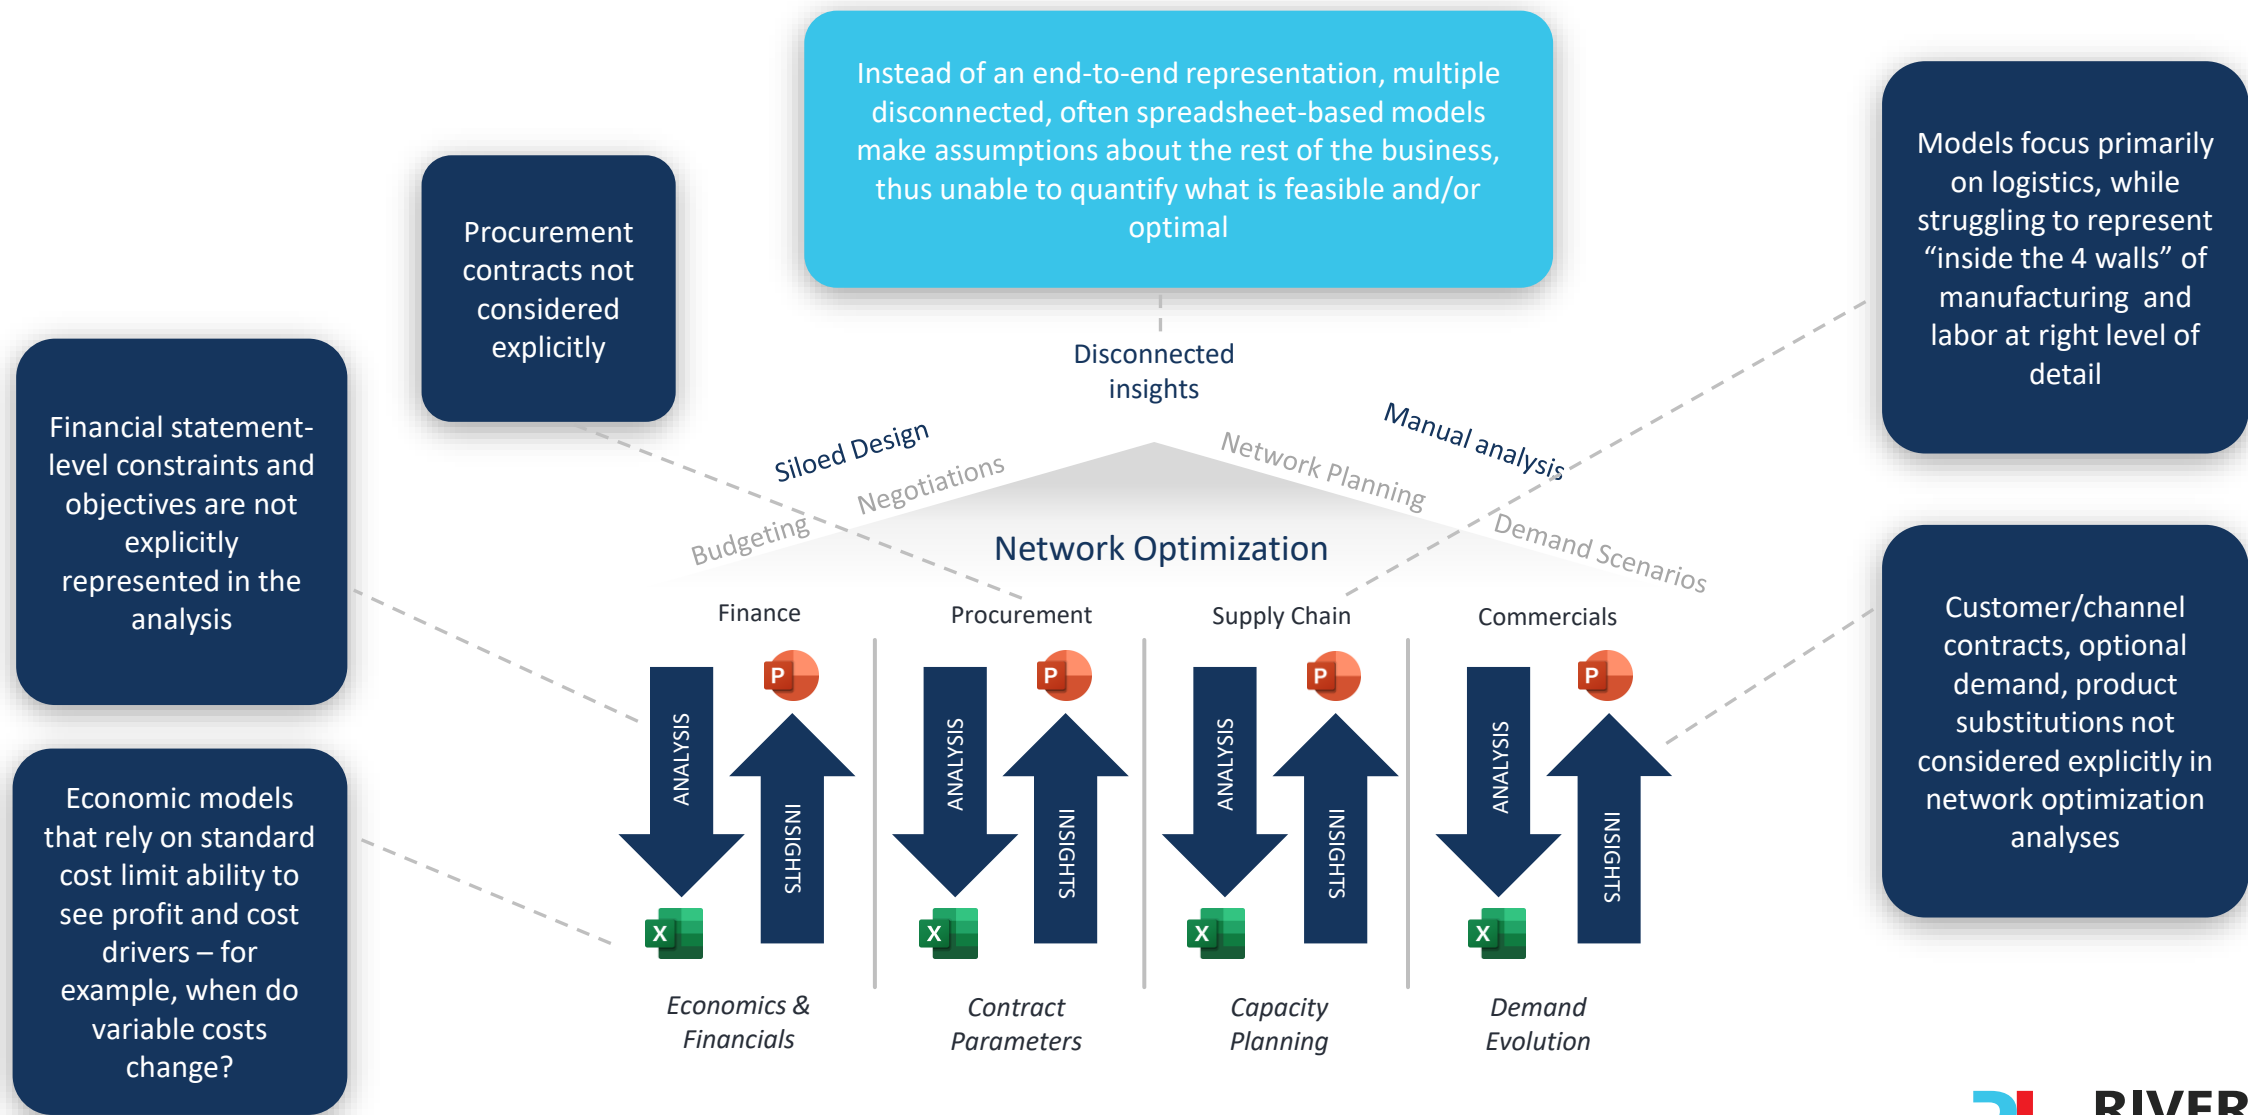 Instead of an end-to-end representation, multiple
disconnected, often spreadsheet-based models
make assumptions about the rest of the business,
thus unable to quantify what is feasible and/or
optimal
Procurement
contracts not
considered
explicitly
Models focus primarily
on logistics, while
struggling to represent
“inside the 4 walls” of
manufacturing and
labor at right level of
detail
Financial statement-
level constraints and
objectives are not
explicitly
represented in the
analysis
Economic models
that rely on standard
cost limit ability to
see profit and cost
drivers – for
example, when do
variable costs
change?
Customer/channel
contracts, optional
demand, product
substitutions not
considered explicitly in
network optimization
analyses
Disconnected
insights
Siloed Design
Manual analysis
Budgeting
Negotiations
Network Planning
Demand Scenarios
Network Optimization
Finance
Procurement
Supply Chain
Commercials
P
P
P
P
ANALYSIS
INSIGHTS
ANALYSIS
INSIGHTS
ANALYSIS
INSIGHTS
ANALYSIS
INSIGHTS
X
X
X
X
Economics &
Financials
Contract
Parameters
Capacity
Planning
Demand
Evolution
RIVER